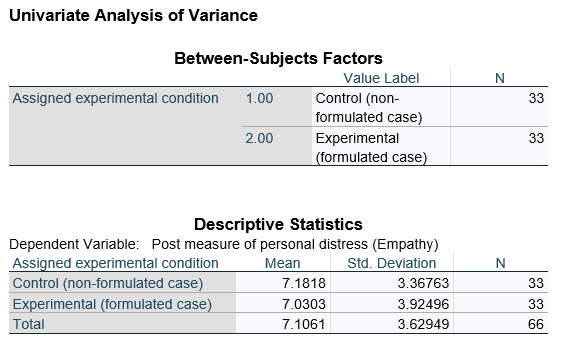 Univariate Analysis of Variance
Between-Subjects Factors
Value Label N
Assigned experimental condition 1.00 Control (non-
formulated case) 33
2.00 Experimental
(formulated case) 33
Descriptive Statistics
Dependent Variable: Post measure of personal distress (Empathy)
Assigned experimental condition Mean Std. Deviation N
Control (non-formulated case) 7.1818 3.36763 33
Experimental (formulated case) 7.0303 3.92496 33
Total 7.1061 3.62949 66